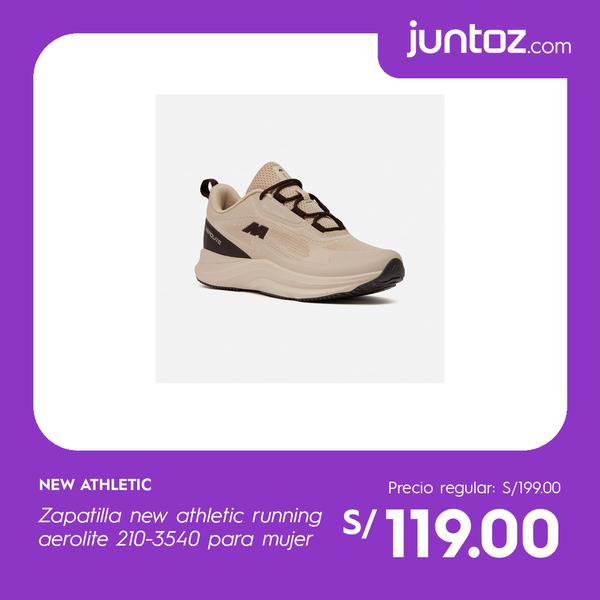 juntoz.com
AEROLITE
NEW ATHLETIC
Zapatilla new athletic running
aerolite 210-3540 para mujer
Precio regular: S/199.00
S/119.00